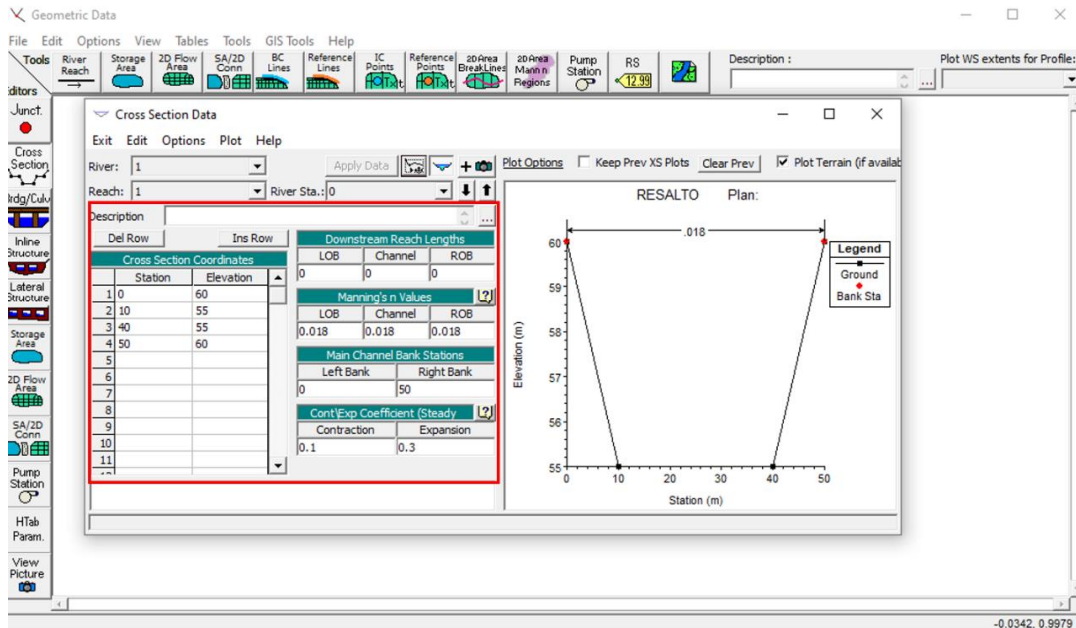 Geometric Data
File Edit Options View Tables Tools GIS Tools Help
Tools
River Reach
Storage Area
2D Flow Area
SA/2D Conn
BC Lines
Reference Lines
IC Points
Reference Points
2D Area BreakLines
2D Area Mann n Regions
Pump Station
RS
12.99
Description :
Plot WS extents for Profile:
ditors
Junct.
Cross Section
Brdg/Culv
Inline Structure
Lateral Structure
Storage Area
2D Flow Area
SA/2D Conn
Pump Station
HTab Param.
View Picture
Cross Section Data
Exit Edit Options Plot Help
River: 1
Apply Data
Plot Options
Keep Prev XS Plots
Clear Prev
Plot Terrain (if availab
Reach: 1
River Sta.: 0
Description
...
Del Row Ins Row
Cross Section Coordinates
Station Elevation
1 0 60
2 10 55
3 40 55
4 50 60
5
6
7
8
9
10
11
Downstream Reach Lengths
LOB Channel ROB
0 0 0
Manning's n Values
LOB Channel ROB
0.018 0.018 0.018
Main Channel Bank Stations
Left Bank Right Bank
0 50
Cont\Exp Coefficient (Steady
Contraction Expansion
0.1 0.3
RESALTO Plan:
.018
Legend
Ground
Bank Sta
60
59
58
57
56
55
Elevation (m)
0 10 20 30 40 50
Station (m)
-0.0342, 0.9979